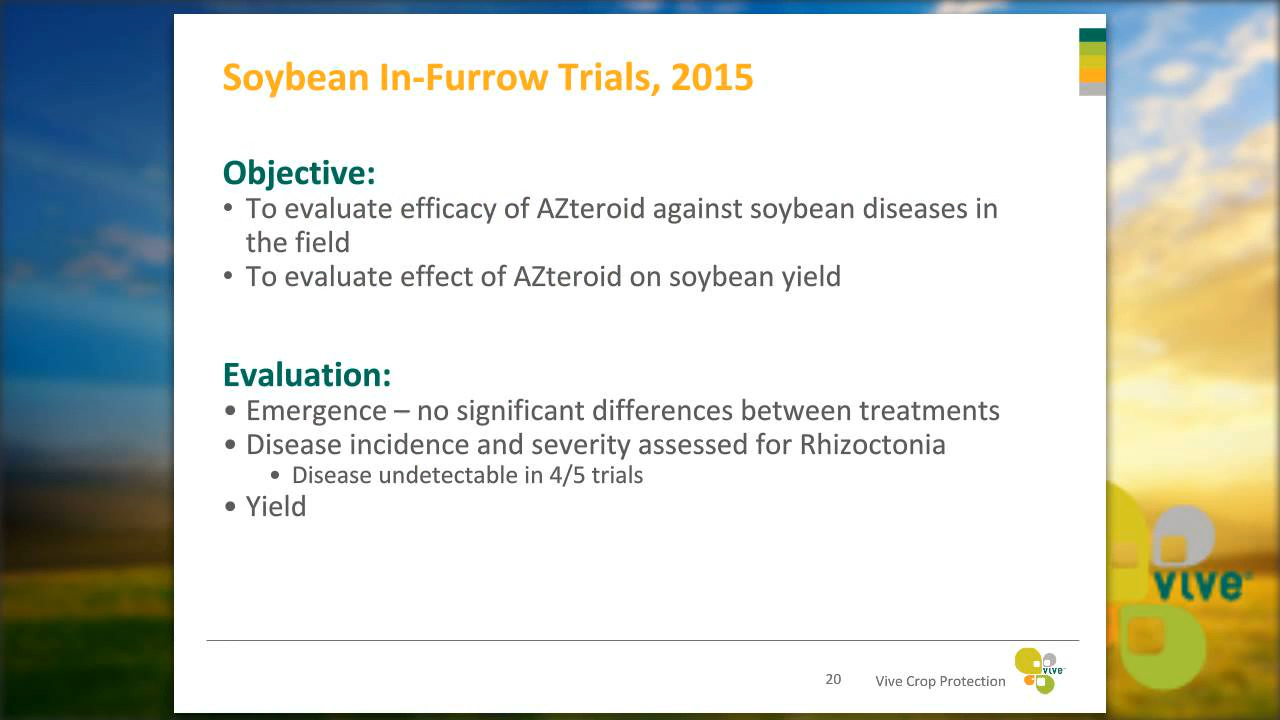 Soybean In-Furrow Trials, 2015
Objective:
• To evaluate efficacy of AZteroid against soybean diseases in
the field
• To evaluate effect of AZteroid on soybean yield
Evaluation:
• Emergence – no significant differences between treatments
• Disease incidence and severity assessed for Rhizoctonia
• Disease undetectable in 4/5 trials
• Yield
20
Vive Crop Protection
vive
vive